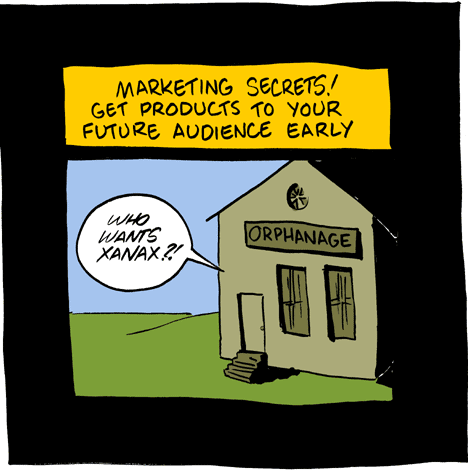 MARKETING SECRETS!
GET PRODUCTS TO YOUR
FUTURE AUDIENCE EARLY
WHO
WANTS
XANAX?!
ORPHANAGE